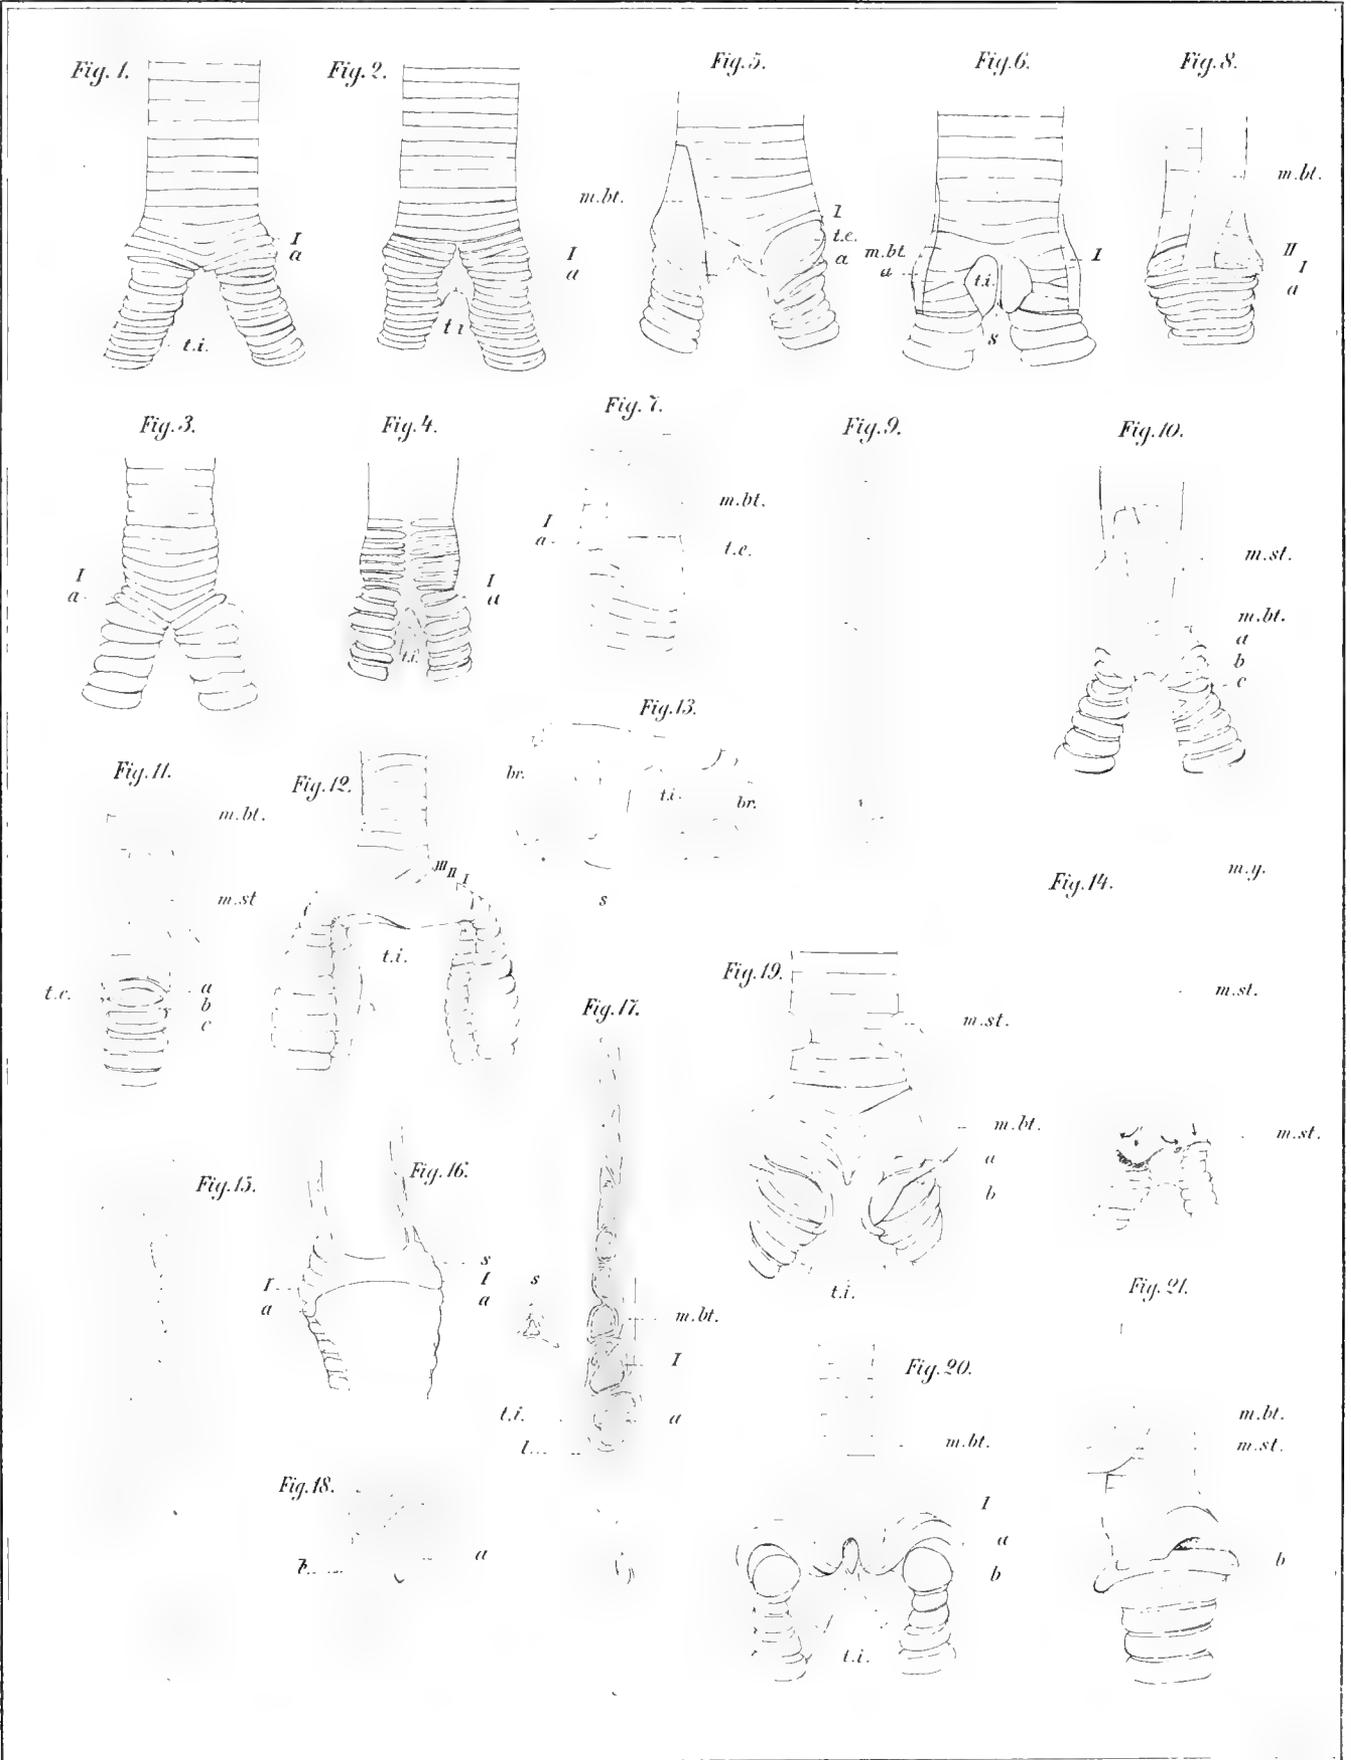 Fig. 1.
I
a
t.i.
Fig. 2.
I
a
t i
Fig. 5.
m.bt.
I
t.e.
a
Fig. 6.
m.bt.
a
t.i.
I
s
Fig. 8.
m.bt.
II
I
a
Fig. 3.
I
a
Fig. 4.
I
a
t.i.
Fig. 7.
m.bt.
I
a
t.e.
Fig. 9.
Fig. 10.
m.st.
m.bt.
a
b
c
Fig. 11.
m.bt.
m.st
t.e.
a
b
c
Fig. 12.
III II I
t.i.
Fig. 13.
br.
t.i.
br.
s
Fig. 14.
m.y.
m.st.
m.st.
Fig. 19.
m.st.
m.bt.
a
b
t.i.
Fig. 15.
Fig. 16.
s
I
a
I
a
Fig. 17.
s
m.bt.
I
a
t.i.
Fig. 18.
a
Fig. 20.
m.bt.
I
a
b
t.i.
Fig. 21.
m.bt.
m.st.
b